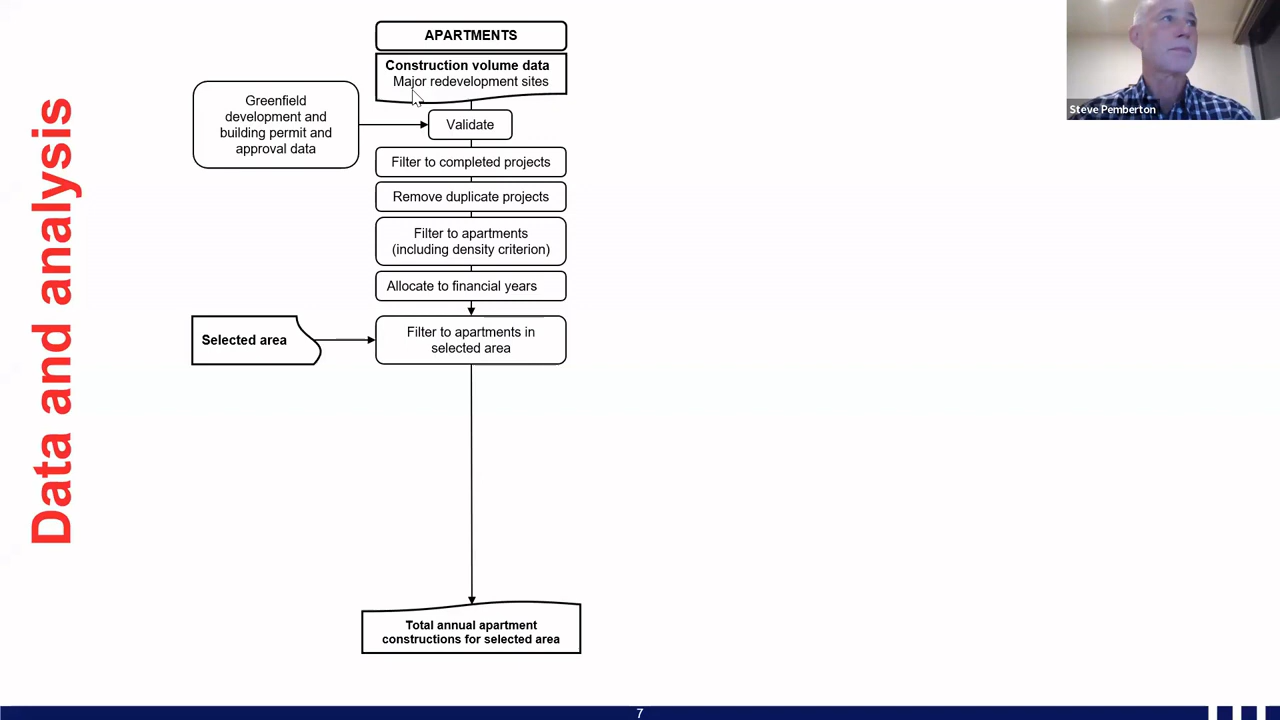 Data and analysis
APARTMENTS
Construction volume data
Major redevelopment sites
Greenfield
development and
building permit and
approval data
Validate
Filter to completed projects
Remove duplicate projects
Filter to apartments
(including density criterion)
Allocate to financial years
Selected area
Filter to apartments in
selected area
Total annual apartment
constructions for selected area
Steve Pemberton
7